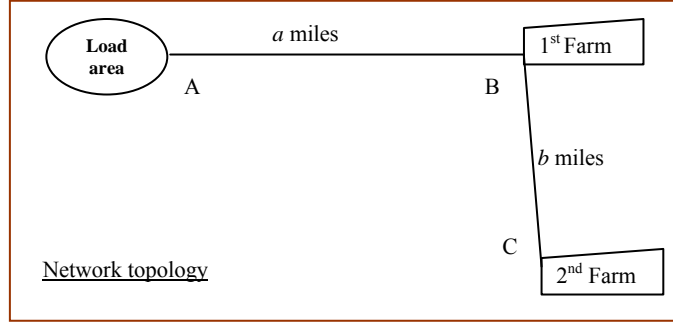 Load
area
a miles
1st Farm
A
B
b miles
C
Network topology
2nd Farm